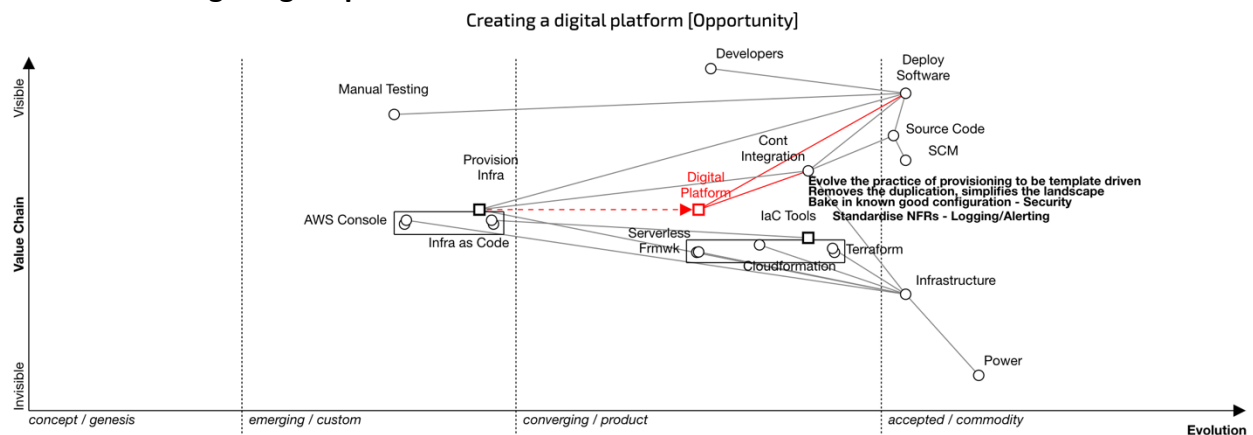 Creating a digital platform [Opportunity]
Developers
Deploy
Software
Manual Testing
Source Code
SCM
Cont
Integration
Provision
Infra
Digital
Platform
Evolve the practice of provisioning to be template driven
Removes the duplication, simplifies the landscape
Bake in known good configuration - Security
Standardise NFRs - Logging/Alerting
IaC Tools
AWS Console
Infra as Code
Serverless
Frmwk
Terraform
Cloudformation
Infrastructure
Power
Visible
Value Chain
Invisible
concept / genesis
emerging / custom
converging / product
accepted / commodity
Evolution